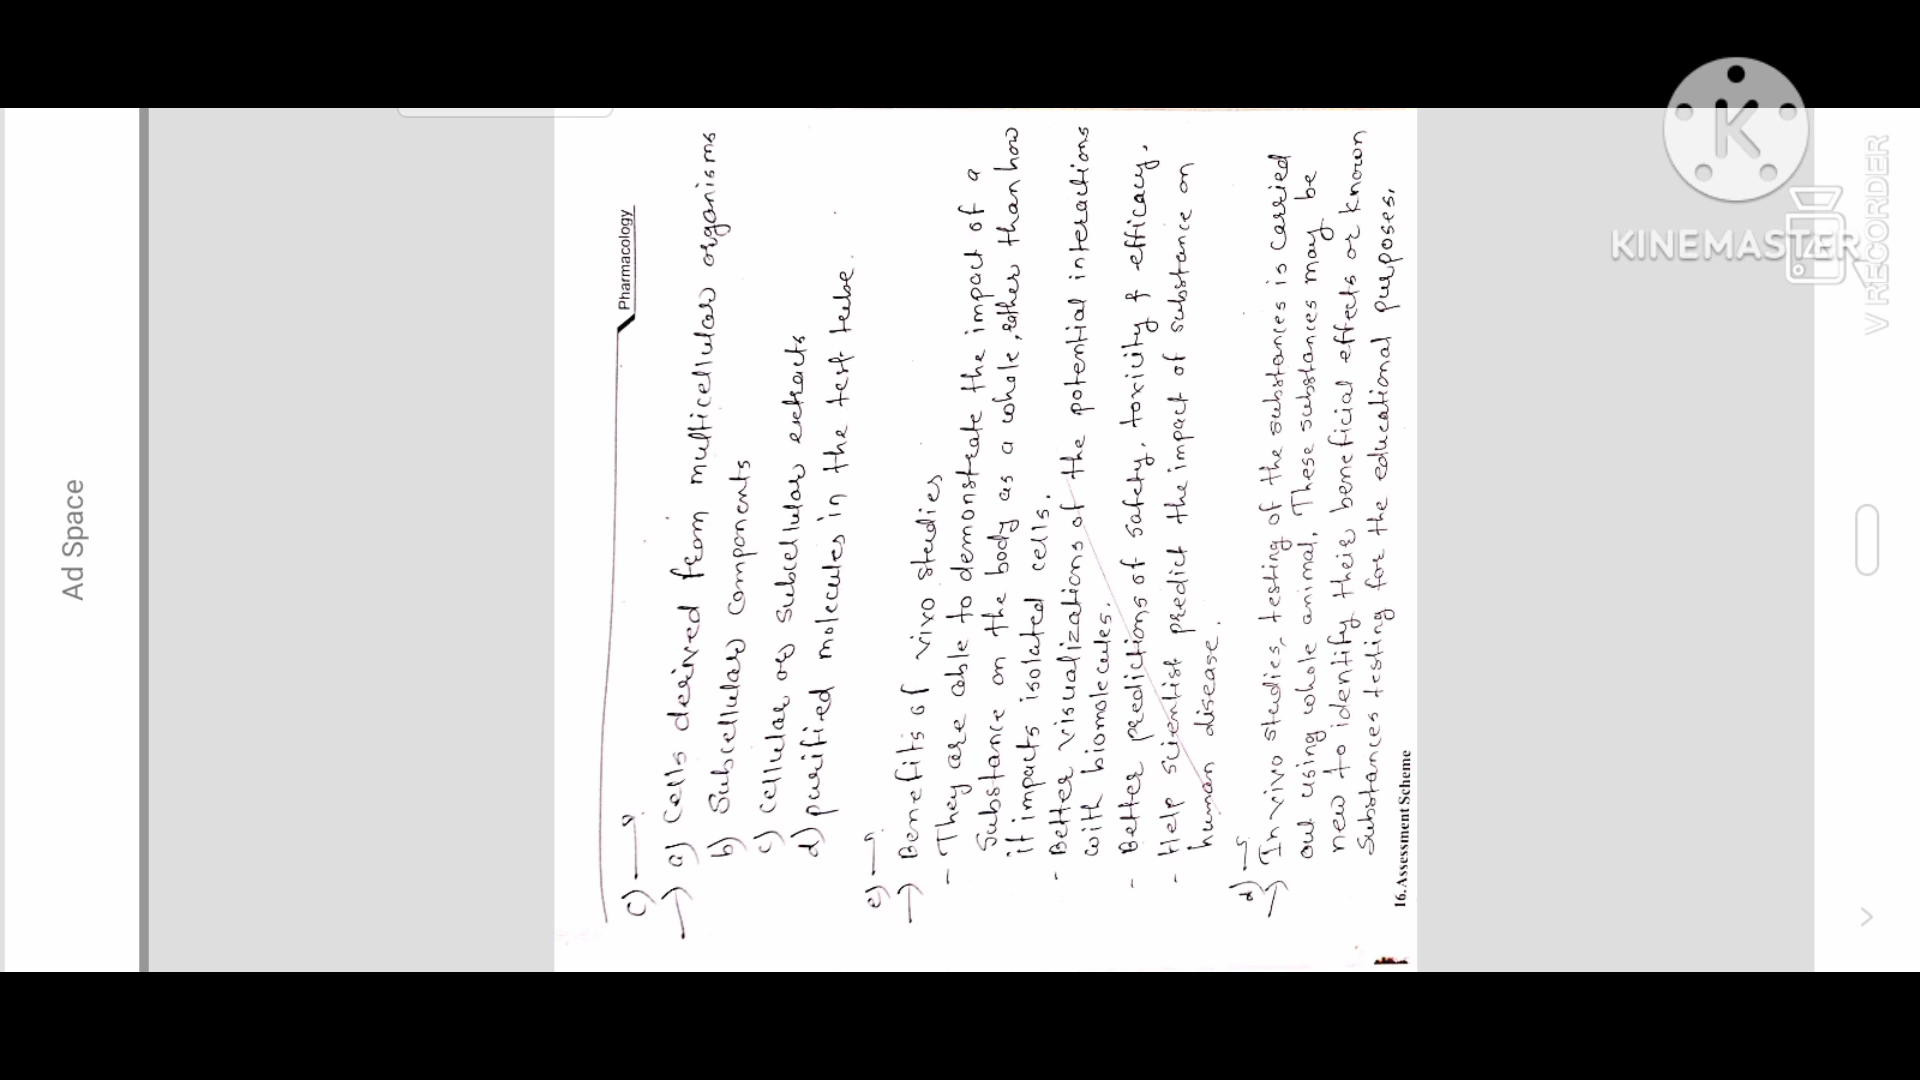 Pharmacology
c) →
→ a) Cells derived from multicellular organisms
b) Subcellular components
c) cellular or subcellular extracts
d) purified molecules in the test tube.
e) →
→ Benefits of vivo studies
- They are able to demonstrate the impact of a
substance on the body as a whole, rather than how
it impacts isolated cells.
- Better visualizations of the potential interactions
with biomolecules.
- Better predictions of safety, toxicity & efficacy.
- Help scientist predict the impact of substance on
human disease.
d) →
→ In vivo studies, testing of the substances is carried
out using whole animal, These substances may be
new to identify their beneficial effects or known
substances testing for the educational purposes.
16. Assessment Scheme
Ad Space
KINEMASTER
V RECORDER